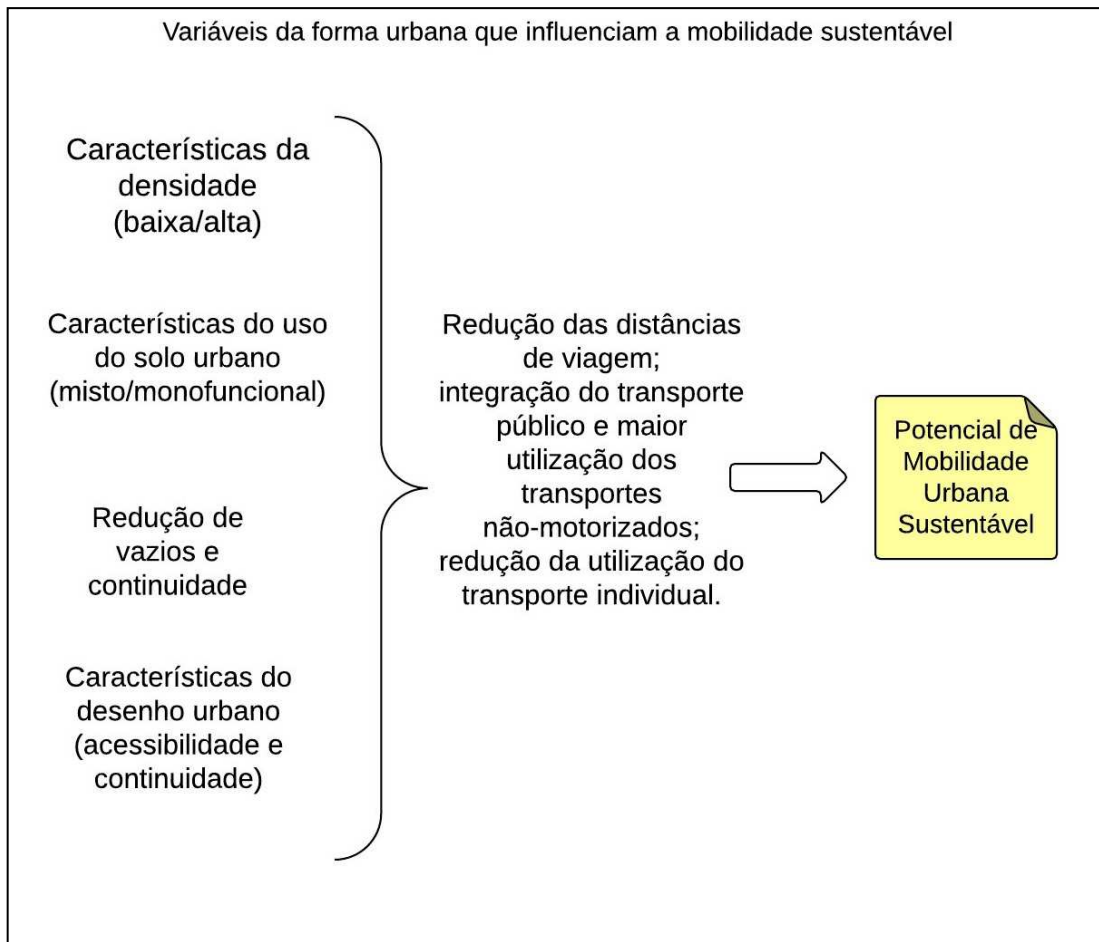 Variáveis da forma urbana que influenciam a mobilidade sustentável
Características da
densidade
(baixa/alta)
Características do uso
do solo urbano
(misto/monofuncional)
Redução de
vazios e
continuidade
Características do
desenho urbano
(acessibilidade e
continuidade)
Redução das distâncias
de viagem;
integração do transporte
público e maior
utilização dos
transportes
não-motorizados;
redução da utilização do
transporte individual.
Potencial de
Mobilidade
Urbana
Sustentável